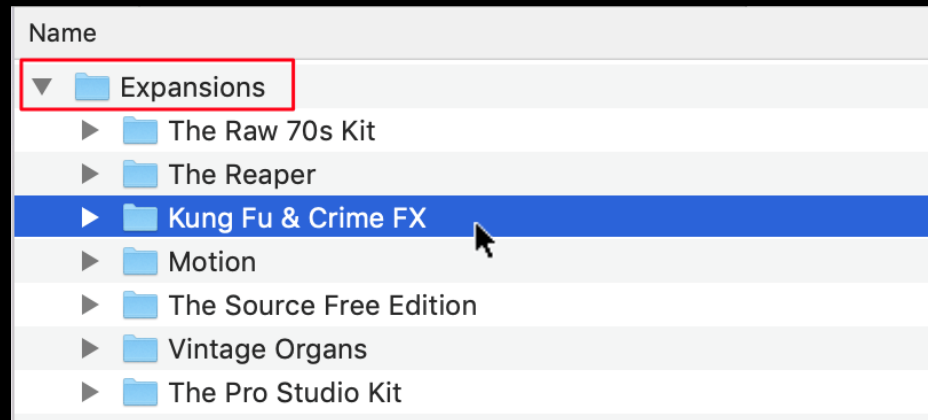 Name
Expansions
The Raw 70s Kit
The Reaper
Kung Fu & Crime FX
Motion
The Source Free Edition
Vintage Organs
The Pro Studio Kit